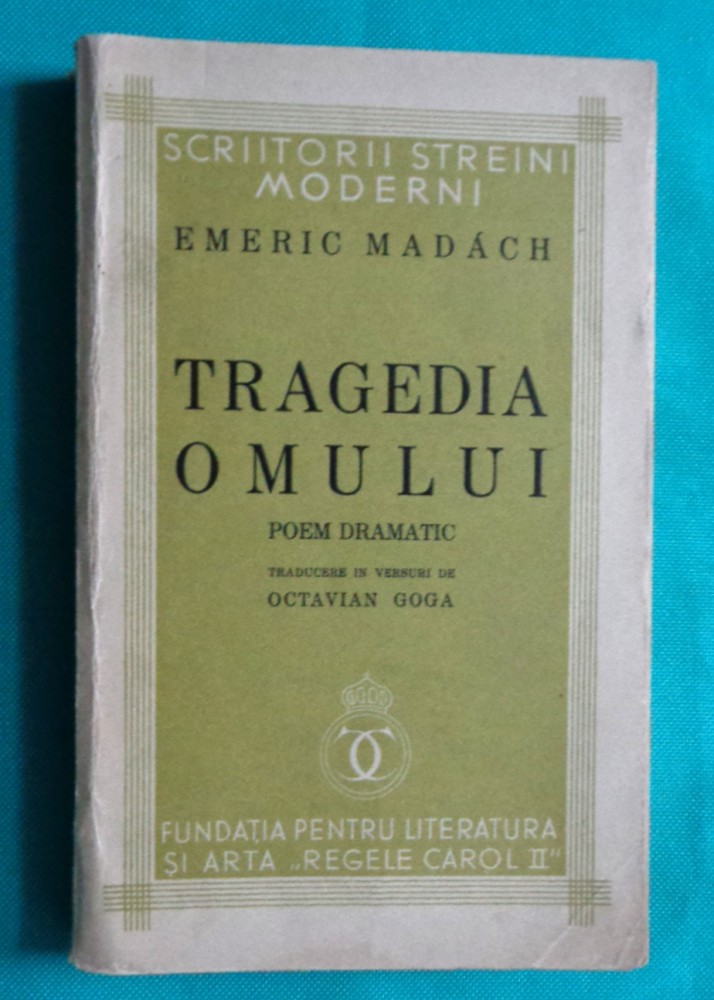 SCRIITORII STREINI
MODERNI
EMERIC MADÁCH
TRAGEDIA
OMULUI
POEM DRAMATIC
TRADUCERE IN VERSURI DE
OCTAVIAN GOGA
FUNDAȚIA PENTRU LITERATURA
ȘI ARTA „REGELE CAROL II"